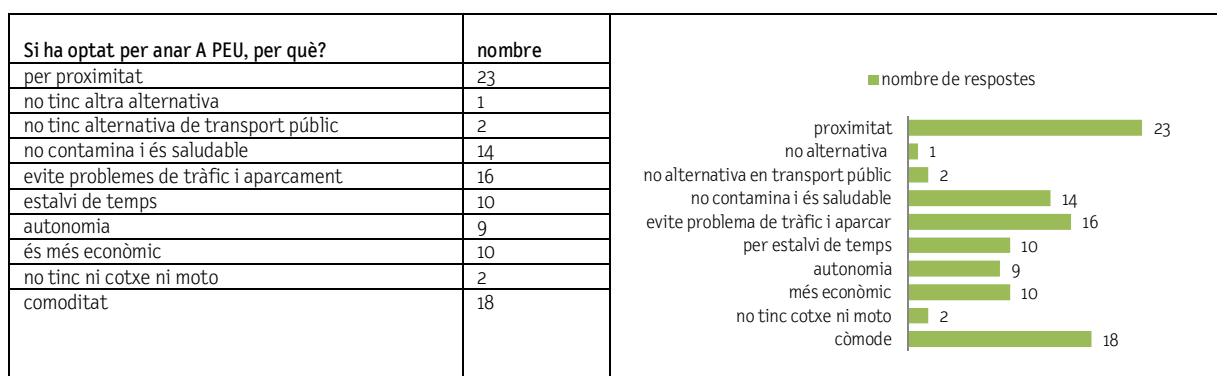 Si ha optat per anar A PEU, per què? nombre
per proximitat 23
no tinc altra alternativa 1
no tinc alternativa de transport públic 2
no contamina i és saludable 14
evite problemes de tràfic i aparcament 16
estalvi de temps 10
autonomia 9
és més econòmic 10
no tinc ni cotxe ni moto 2
comoditat 18
nombre de respostes
proximitat 23
no alternativa 1
no alternativa en transport públic 2
no contamina i és saludable 14
evite problema de tràfic i aparcar 16
per estalvi de temps 10
autonomia 9
més econòmic 10
no tinc cotxe ni moto 2
còmode 18